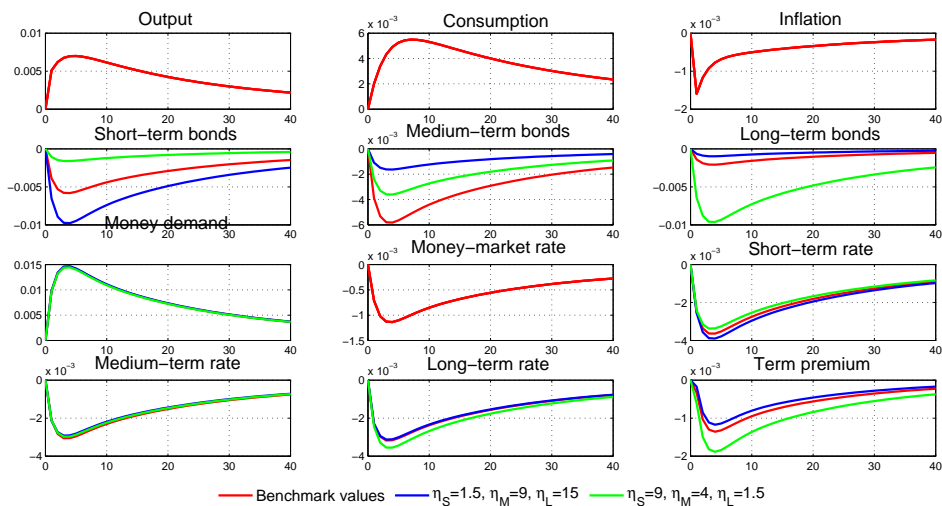 Output
Consumption
Inflation
0.01
0.005
0
0 10 20 30 40
x 10⁻³
6
4
2
0
0 10 20 30 40
x 10⁻³
0
−1
−2
0 10 20 30 40
Short−term bonds
Medium−term bonds
Long−term bonds
0
−0.005
−0.01
0 10 20 30 40
x 10⁻³
0
−2
−4
−6
0 10 20 30 40
0
−0.005
−0.01
0 10 20 30 40
Money demand
Money−market rate
Short−term rate
0.015
0.01
0.005
0
0 10 20 30 40
x 10⁻³
0
−0.5
−1
−1.5
0 10 20 30 40
x 10⁻³
0
−2
−4
0 10 20 30 40
Medium−term rate
Long−term rate
Term premium
x 10⁻³
0
−2
−4
0 10 20 30 40
x 10⁻³
0
−2
−4
0 10 20 30 40
x 10⁻³
0
−1
−2
0 10 20 30 40
Benchmark values
η_S=1.5, η_M=9, η_L=15
η_S=9, η_M=4, η_L=1.5